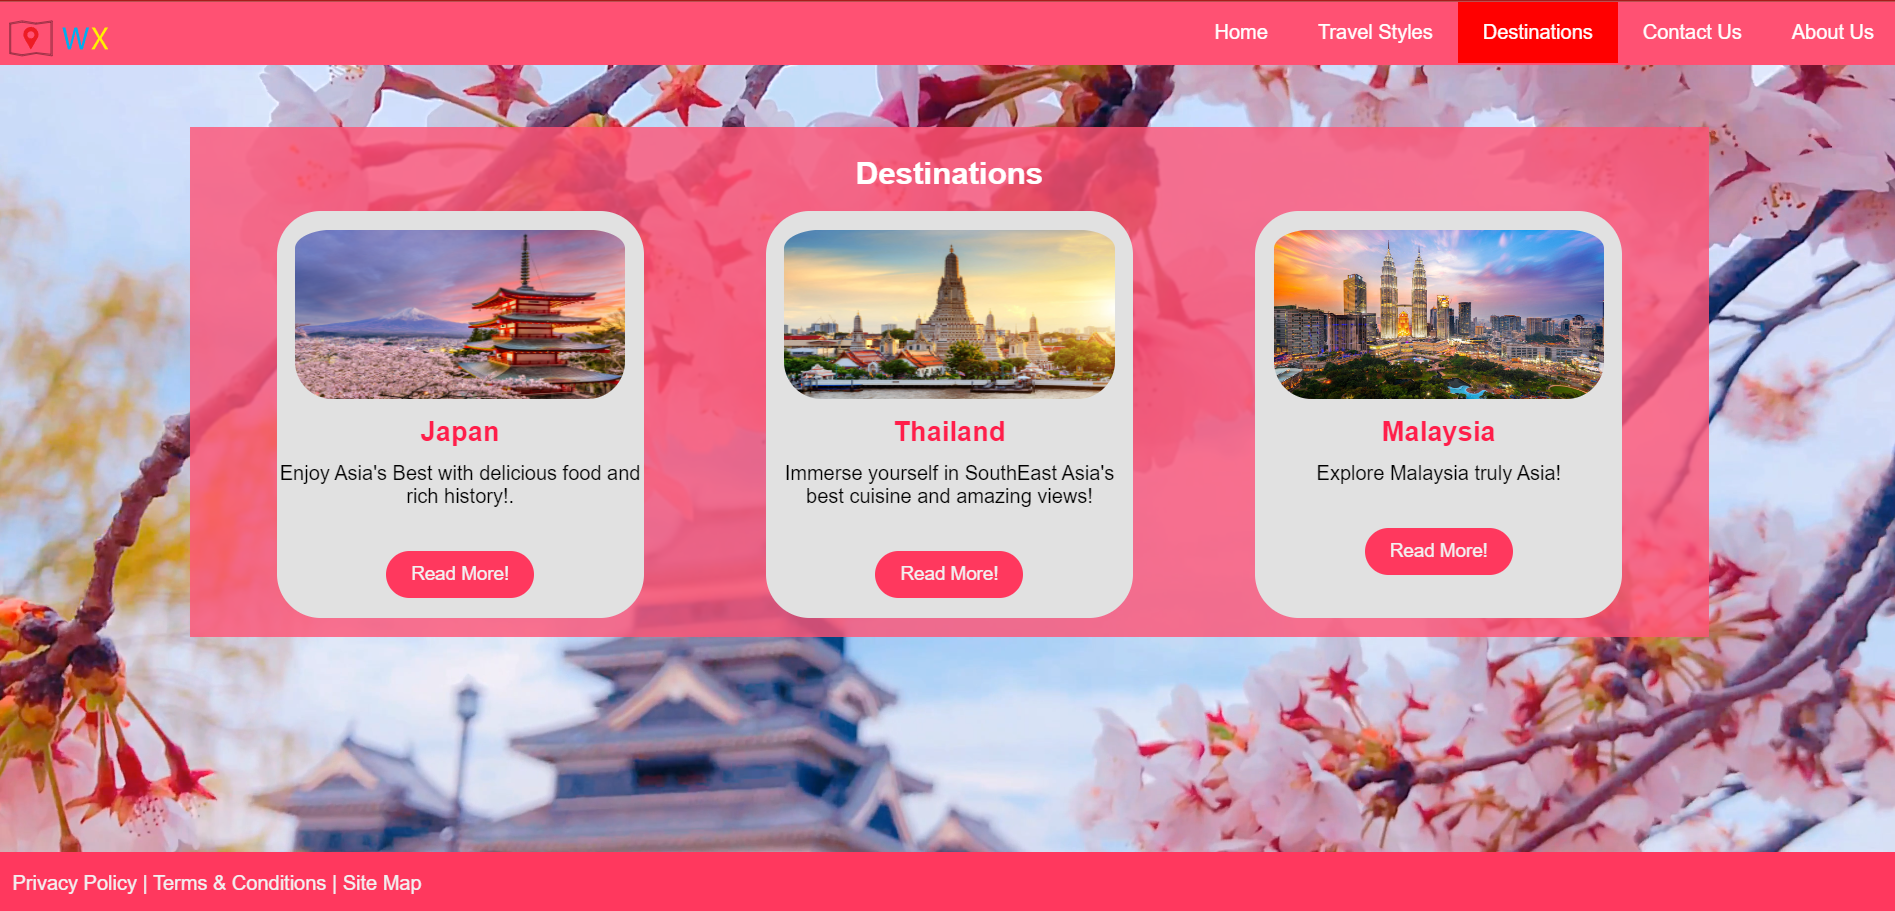 WX
Home
Travel Styles
Destinations
Contact Us
About Us
Destinations
Japan
Enjoy Asia's Best with delicious food and
rich history!.
Read More!
Thailand
Immerse yourself in SouthEast Asia's
best cuisine and amazing views!
Read More!
Malaysia
Explore Malaysia truly Asia!
Read More!
Privacy Policy | Terms & Conditions | Site Map